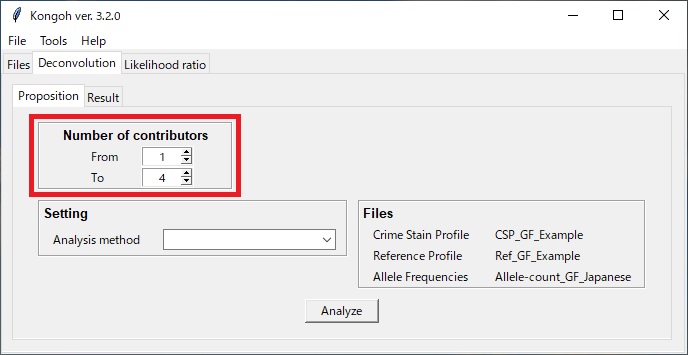 Kongoh ver. 3.2.0
File Tools Help
Files Deconvolution Likelihood ratio
Proposition Result
Number of contributors
From 1
To 4
Setting
Analysis method
Files
Crime Stain Profile CSP_GF_Example
Reference Profile Ref_GF_Example
Allele Frequencies Allele-count_GF_Japanese
Analyze